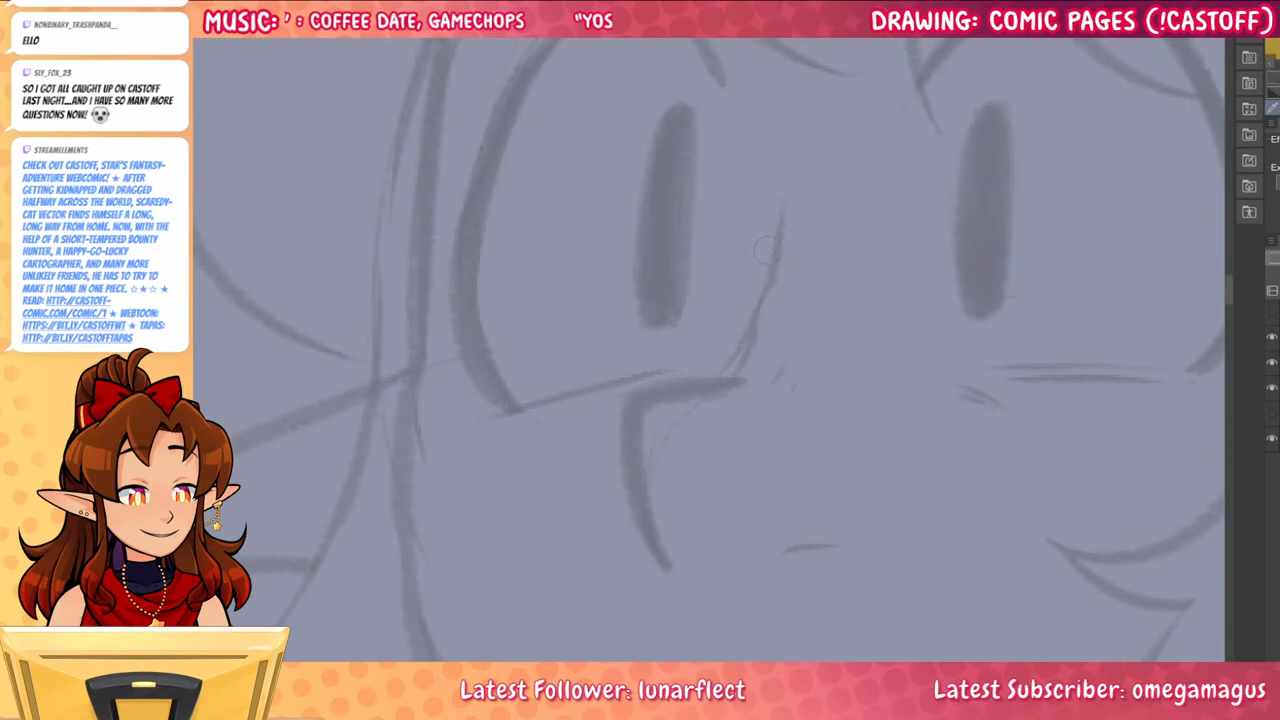 MUSIC: ' : COFFEE DATE, GAMECHOPS "YOS
DRAWING: COMIC PAGES (!CASTOFF)
NONBINARY_TRASHPANDA__
ELLO
SLY_FOX_23
SO I GOT ALL CAUGHT UP ON CASTOFF
LAST NIGHT...AND I HAVE SO MANY MORE
QUESTIONS NOW!
STREAMELEMENTS
CHECK OUT CASTOFF, STAR'S FANTASY-
ADVENTURE WEBCOMIC! ★ AFTER
GETTING KIDNAPPED AND DRAGGED
HALFWAY ACROSS THE WORLD, SCAREDY-
CAT VECTOR FINDS HIMSELF A LONG,
LONG WAY FROM HOME. NOW, WITH THE
HELP OF A SHORT-TEMPERED BOUNTY
HUNTER, A HAPPY-GO-LUCKY
CARTOGRAPHER, AND MANY MORE
UNLIKELY FRIENDS, HE HAS TO TRY TO
MAKE IT HOME IN ONE PIECE. ☆★☆ ★
READ: HTTP://CASTOFF-
COMIC.COM/COMIC/1 ★ WEBTOON:
HTTPS://BIT.LY/CASTOFFWT ★ TAPAS:
HTTP://BIT.LY/CASTOFFTAPAS
Latest Follower: lunarflect
Latest Subscriber: omegamagus